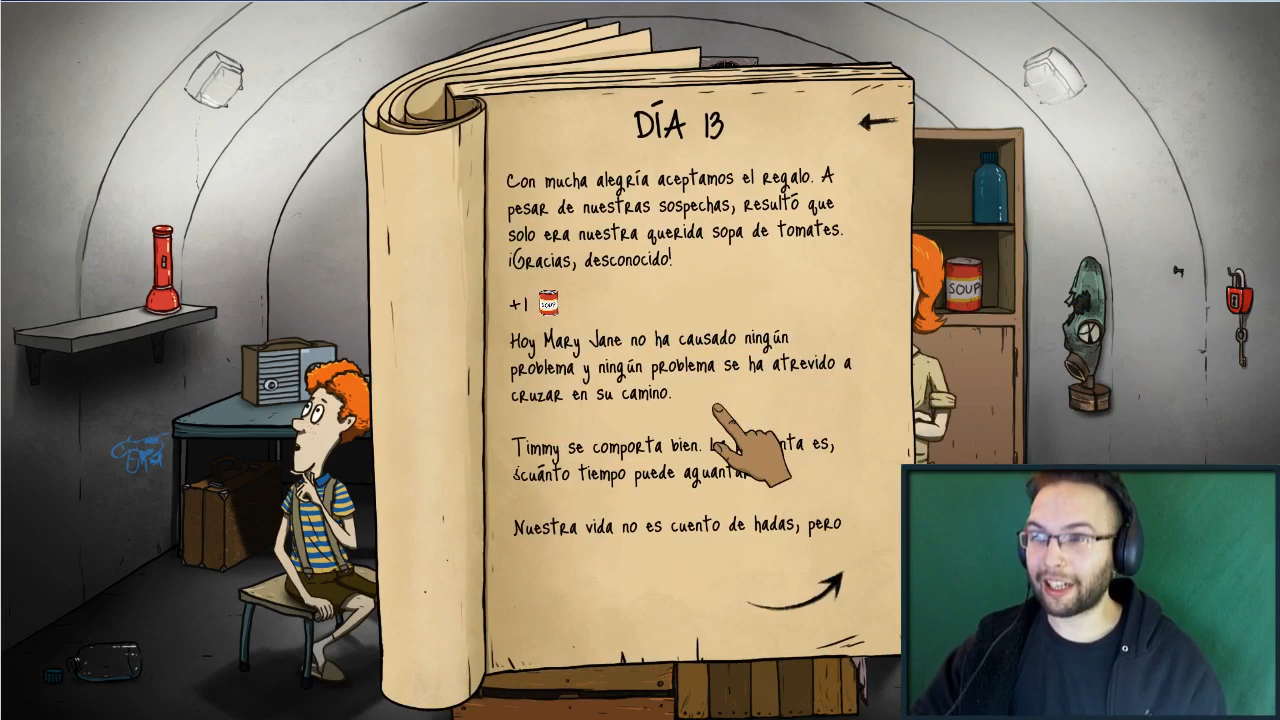 DÍA 13
Con mucha alegría aceptamos el regalo. A
pesar de nuestras sospechas, resultó que
solo era nuestra querida sopa de tomates.
¡Gracias, desconocido!
+1 SOUP
Hoy Mary Jane no ha causado ningún
problema y ningún problema se ha atrevido a
cruzar en su camino.
Timmy se comporta bien. es,
¿cuánto tiempo puede
Nuestra vida no es cuento de hadas, pero
SOUP